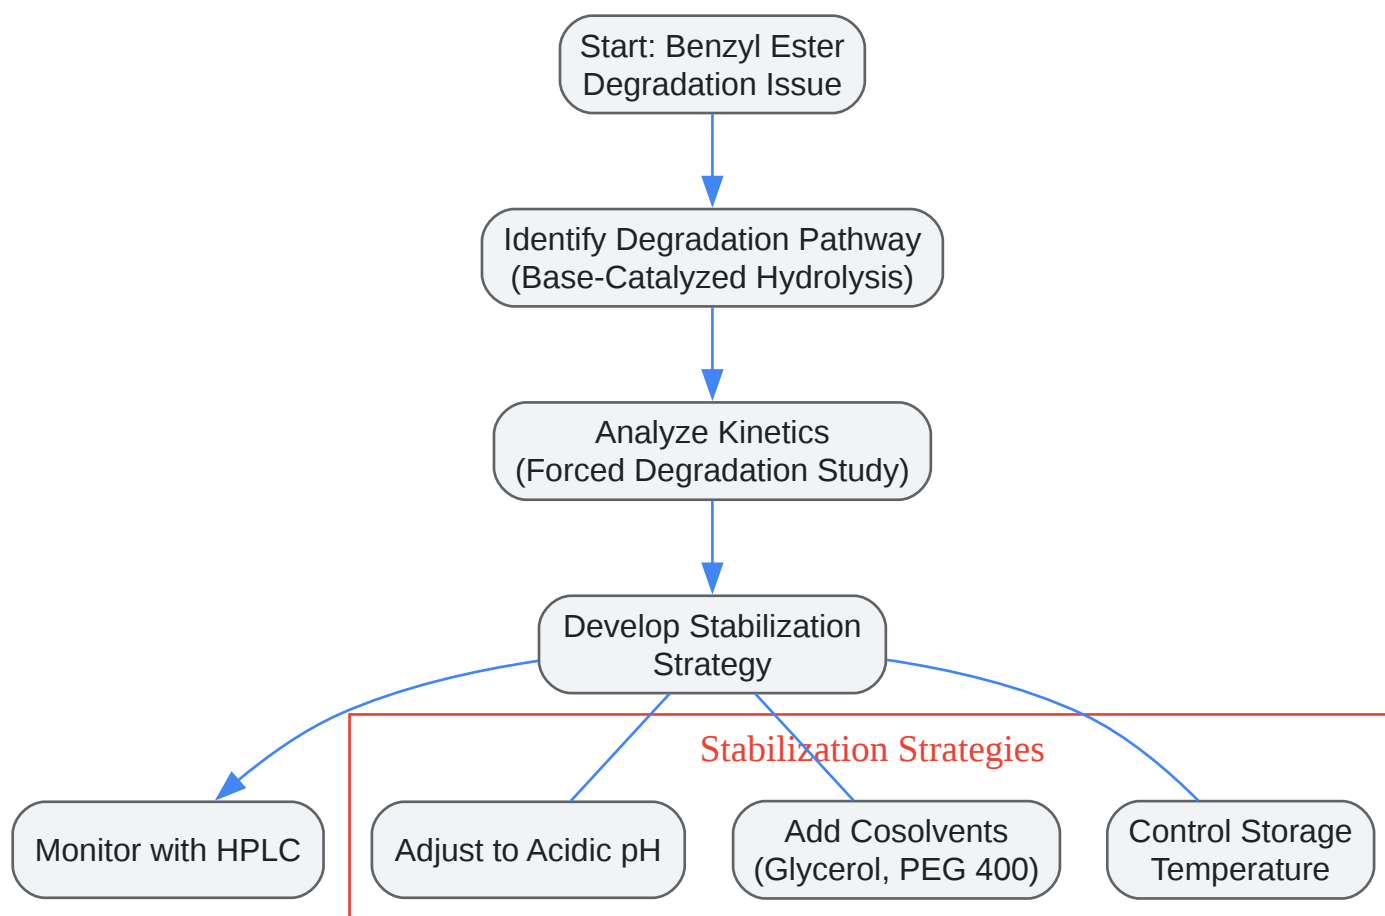 Start: Benzyl Ester
Degradation Issue
Identify Degradation Pathway
(Base-Catalyzed Hydrolysis)
Analyze Kinetics
(Forced Degradation Study)
Develop Stabilization
Strategy
Stabilization Strategies
Monitor with HPLC
Adjust to Acidic pH
Add Cosolvents
(Glycerol, PEG 400)
Control Storage
Temperature